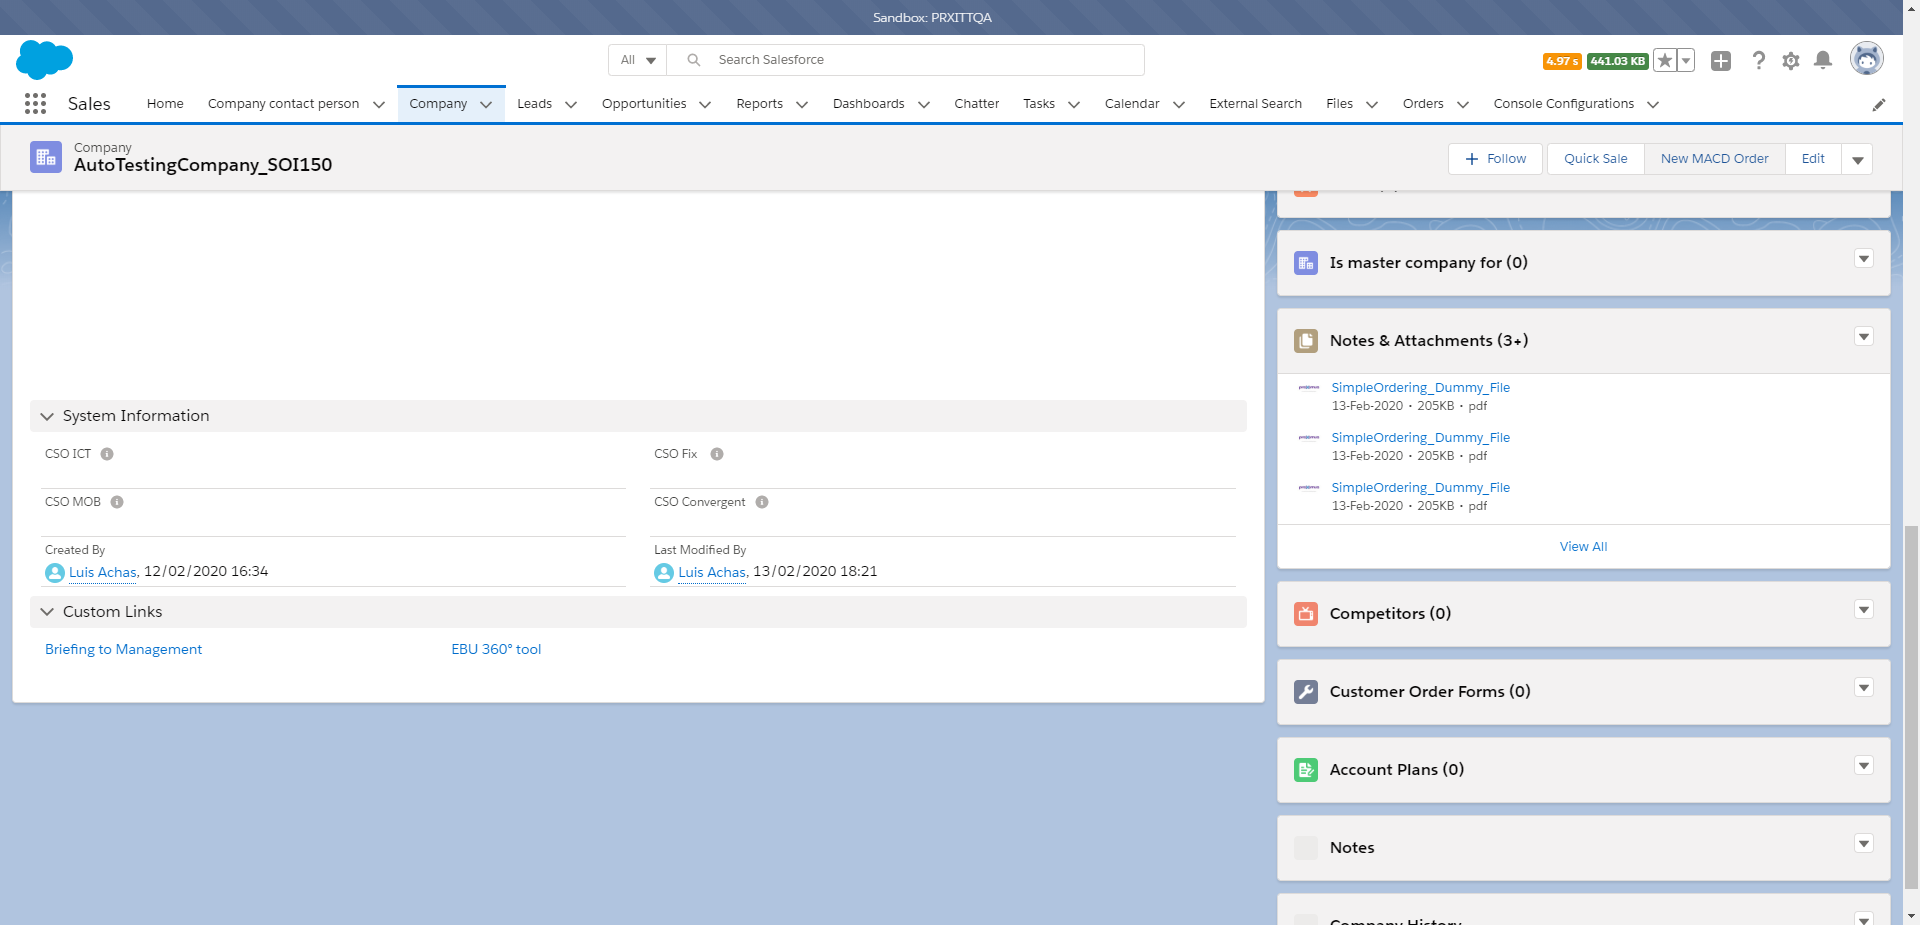 Sandbox: PRXITTQA
All
Search Salesforce
4.97 s
441.03 KB
Sales
Home
Company contact person
Company
Leads
Opportunities
Reports
Dashboards
Chatter
Tasks
Calendar
External Search
Files
Orders
Console Configurations
Company
AutoTestingCompany_SOI150
Follow
Quick Sale
New MACD Order
Edit
System Information
CSO ICT
CSO Fix
CSO MOB
CSO Convergent
Created By
Luis Achas, 12/02/2020 16:34
Last Modified By
Luis Achas, 13/02/2020 18:21
Custom Links
Briefing to Management
EBU 360° tool
Is master company for (0)
Notes & Attachments (3+)
SimpleOrdering_Dummy_File
13-Feb-2020 • 205KB • pdf
SimpleOrdering_Dummy_File
13-Feb-2020 • 205KB • pdf
SimpleOrdering_Dummy_File
13-Feb-2020 • 205KB • pdf
View All
Competitors (0)
Customer Order Forms (0)
Account Plans (0)
Notes
Company History